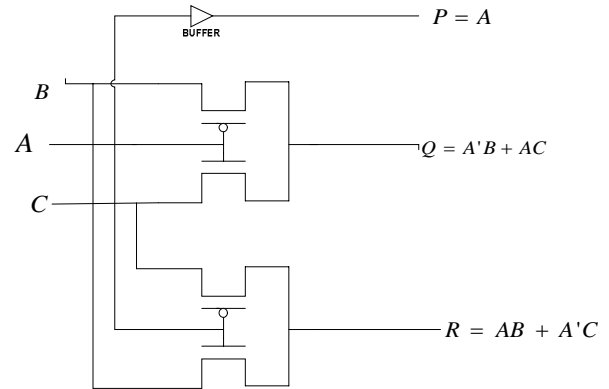 P = A
BUFFER
B
A
Q = A'B + AC
C
R = AB + A'C